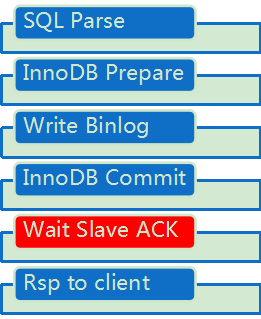 SQL Parse
InnoDB Prepare
Write Binlog
InnoDB Commit
Wait Slave ACK
Rsp to client